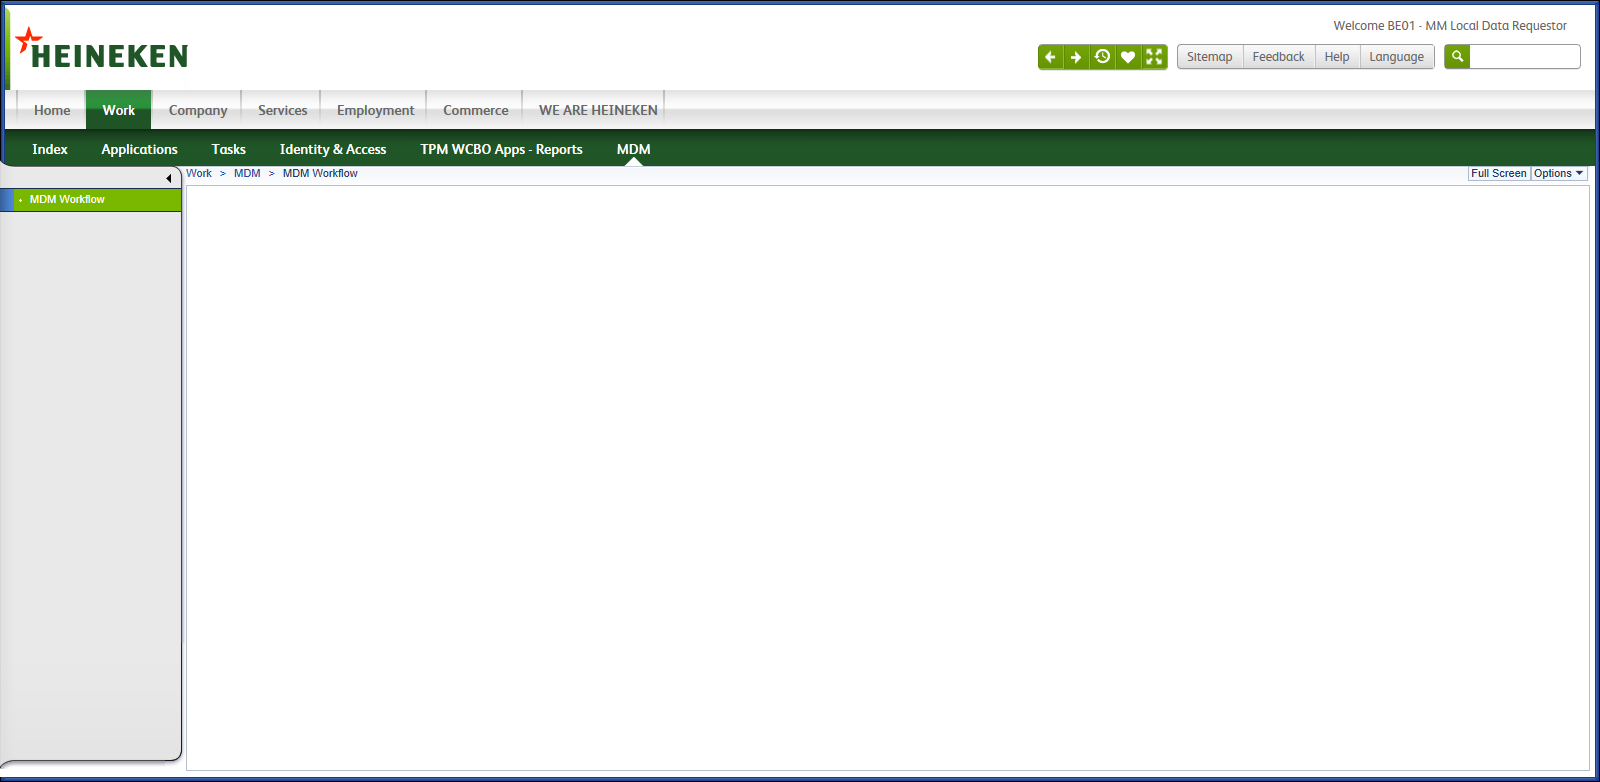 Welcome BE01 - MM Local Data Requestor
HEINEKEN
Sitemap Feedback Help Language
Home Work Company Services Employment Commerce WE ARE HEINEKEN
Index Applications Tasks Identity & Access TPM WCBO Apps - Reports MDM
Work > MDM > MDM Workflow
Full Screen Options
MDM Workflow